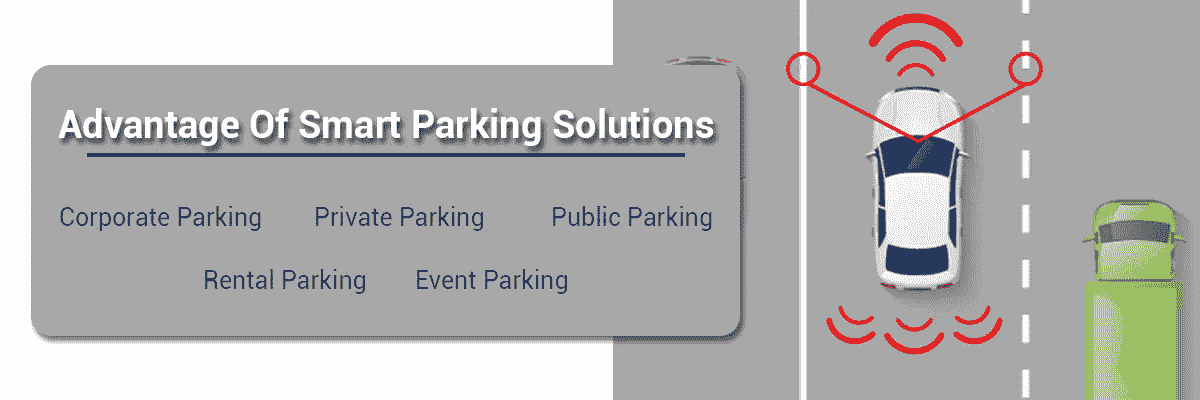 Advantage Of Smart Parking Solutions
Corporate Parking Private Parking Public Parking
Rental Parking Event Parking